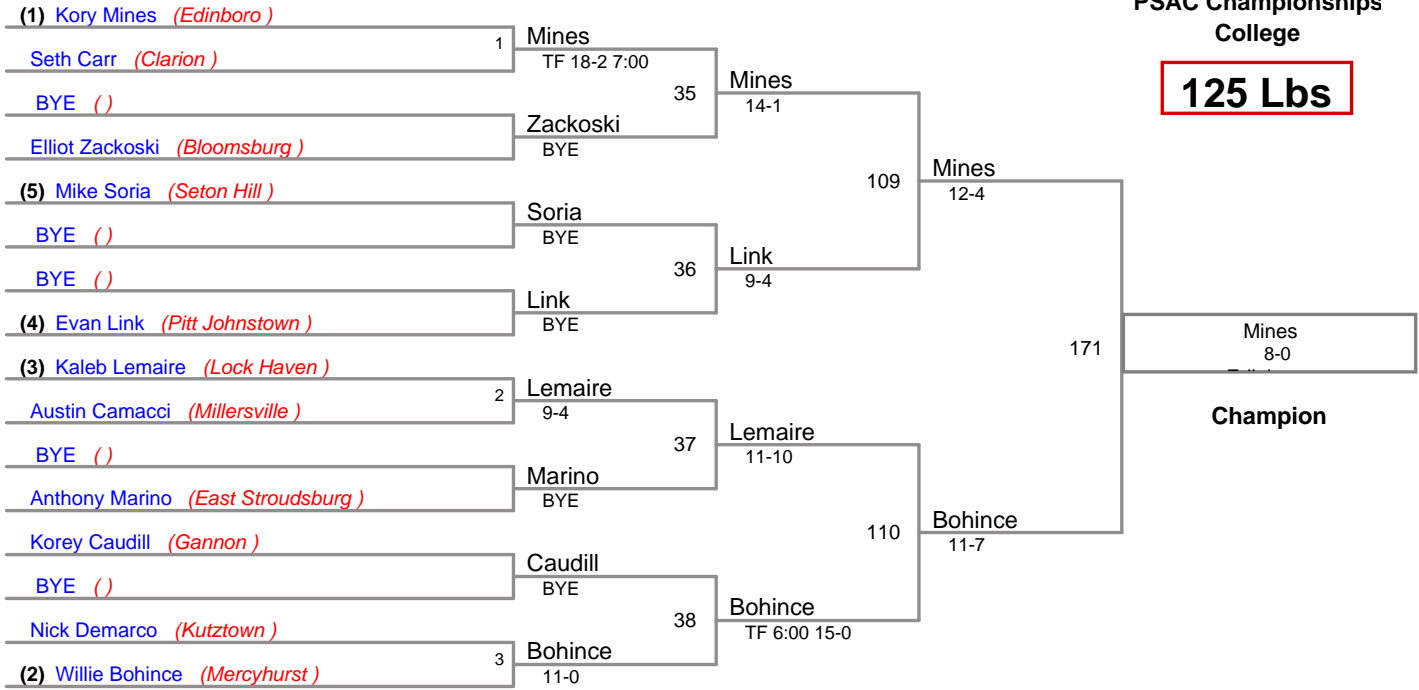 PSAC Championships
College
125 Lbs
(1) Kory Mines (Edinboro )
Seth Carr (Clarion )
BYE ( )
Elliot Zackoski (Bloomsburg )
(5) Mike Soria (Seton Hill )
BYE ( )
BYE ( )
(4) Evan Link (Pitt Johnstown )
(3) Kaleb Lemaire (Lock Haven )
Austin Camacci (Millersville )
BYE ( )
Anthony Marino (East Stroudsburg )
Korey Caudill (Gannon )
BYE ( )
Nick Demarco (Kutztown )
(2) Willie Bohince (Mercyhurst )
1
Mines
TF 18-2 7:00
Zackoski
BYE
Soria
BYE
Link
BYE
2
Lemaire
9-4
Marino
BYE
Caudill
BYE
3
Bohince
11-0
35
Mines
14-1
36
Link
9-4
37
Lemaire
11-10
38
Bohince
TF 6:00 15-0
109
Mines
12-4
110
Bohince
11-7
171
Mines
8-0
Champion